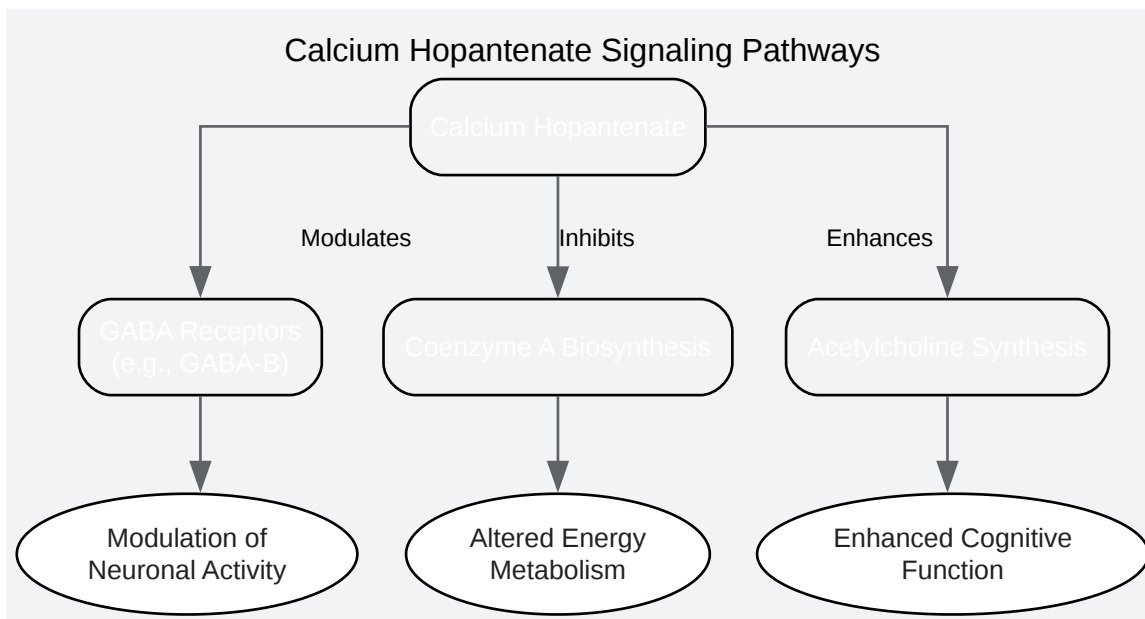 Calcium Hopantenate Signaling Pathways
Calcium Hopantenate
Modulates
Inhibits
Enhances
GABA Receptors
(e.g., GABA-B)
Coenzyme A Biosynthesis
Acetylcholine Synthesis
Modulation of
Neuronal Activity
Altered Energy
Metabolism
Enhanced Cognitive
Function